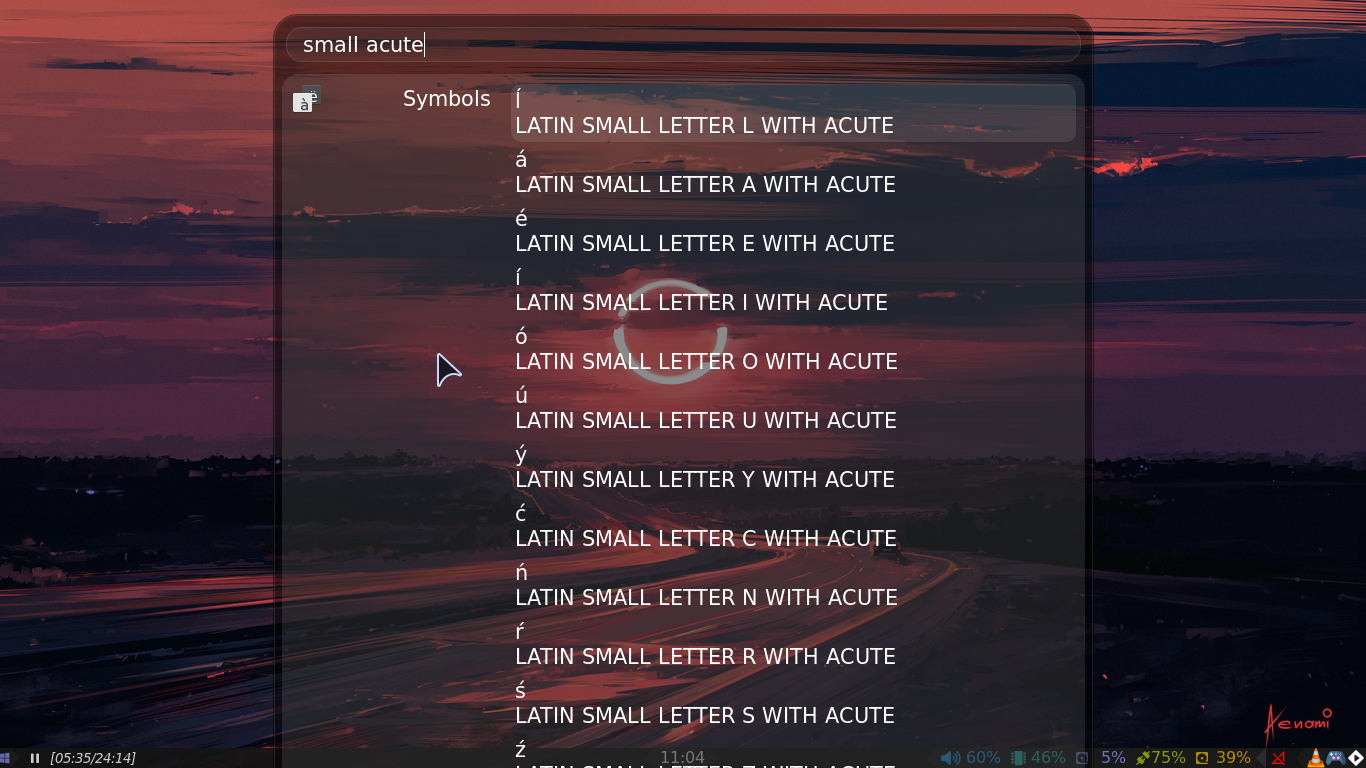 small acute
Symbols
ĺ
LATIN SMALL LETTER L WITH ACUTE
á
LATIN SMALL LETTER A WITH ACUTE
é
LATIN SMALL LETTER E WITH ACUTE
í
LATIN SMALL LETTER I WITH ACUTE
ó
LATIN SMALL LETTER O WITH ACUTE
ú
LATIN SMALL LETTER U WITH ACUTE
ý
LATIN SMALL LETTER Y WITH ACUTE
ć
LATIN SMALL LETTER C WITH ACUTE
ń
LATIN SMALL LETTER N WITH ACUTE
ŕ
LATIN SMALL LETTER R WITH ACUTE
ś
LATIN SMALL LETTER S WITH ACUTE
ź
Aenami
[05:35/24:14] 11:04 60% 46% 5% 75% 39%